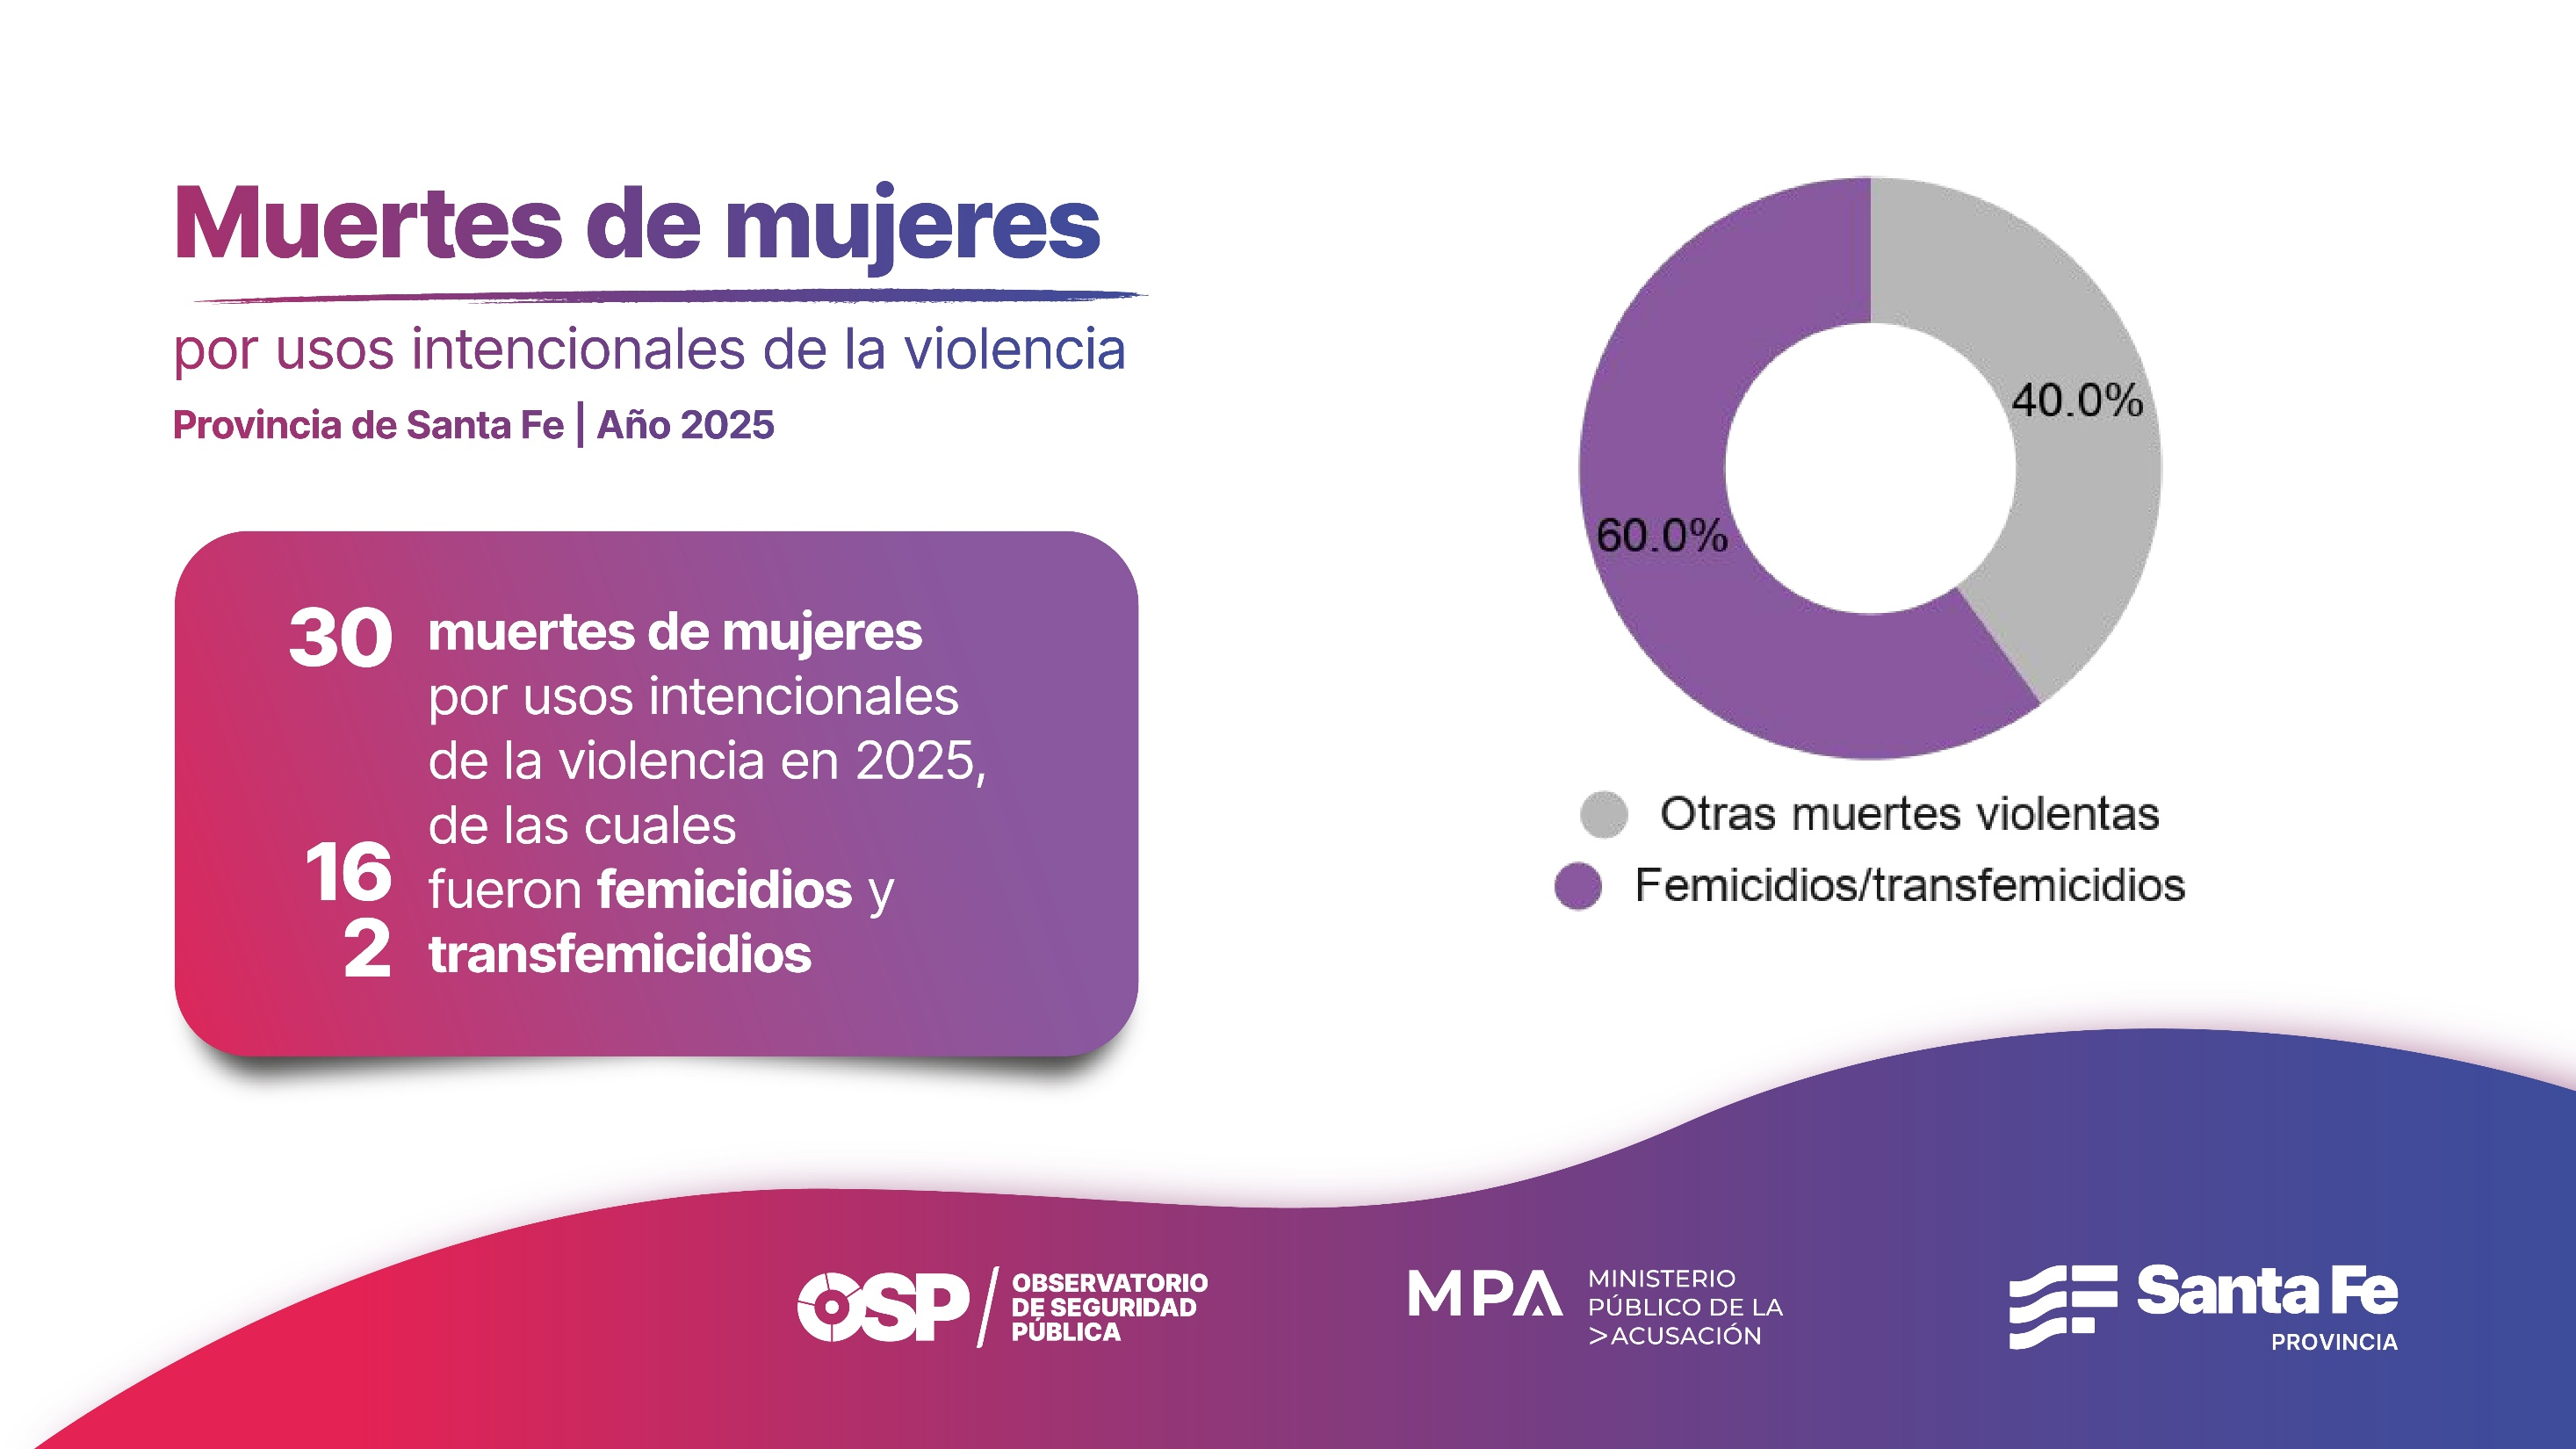 Muertes de mujeres
por usos intencionales de la violencia
Provincia de Santa Fe | Año 2025
30 muertes de mujeres
por usos intencionales
de la violencia en 2025,
de las cuales
16 fueron femicidios y
2 transfemicidios
40.0%
60.0%
Otras muertes violentas
Femicidios/transfemicidios
OSP
OBSERVATORIO
DE SEGURIDAD
PÚBLICA
MPA
MINISTERIO
PÚBLICO DE LA
>ACUSACIÓN
Santa Fe
PROVINCIA